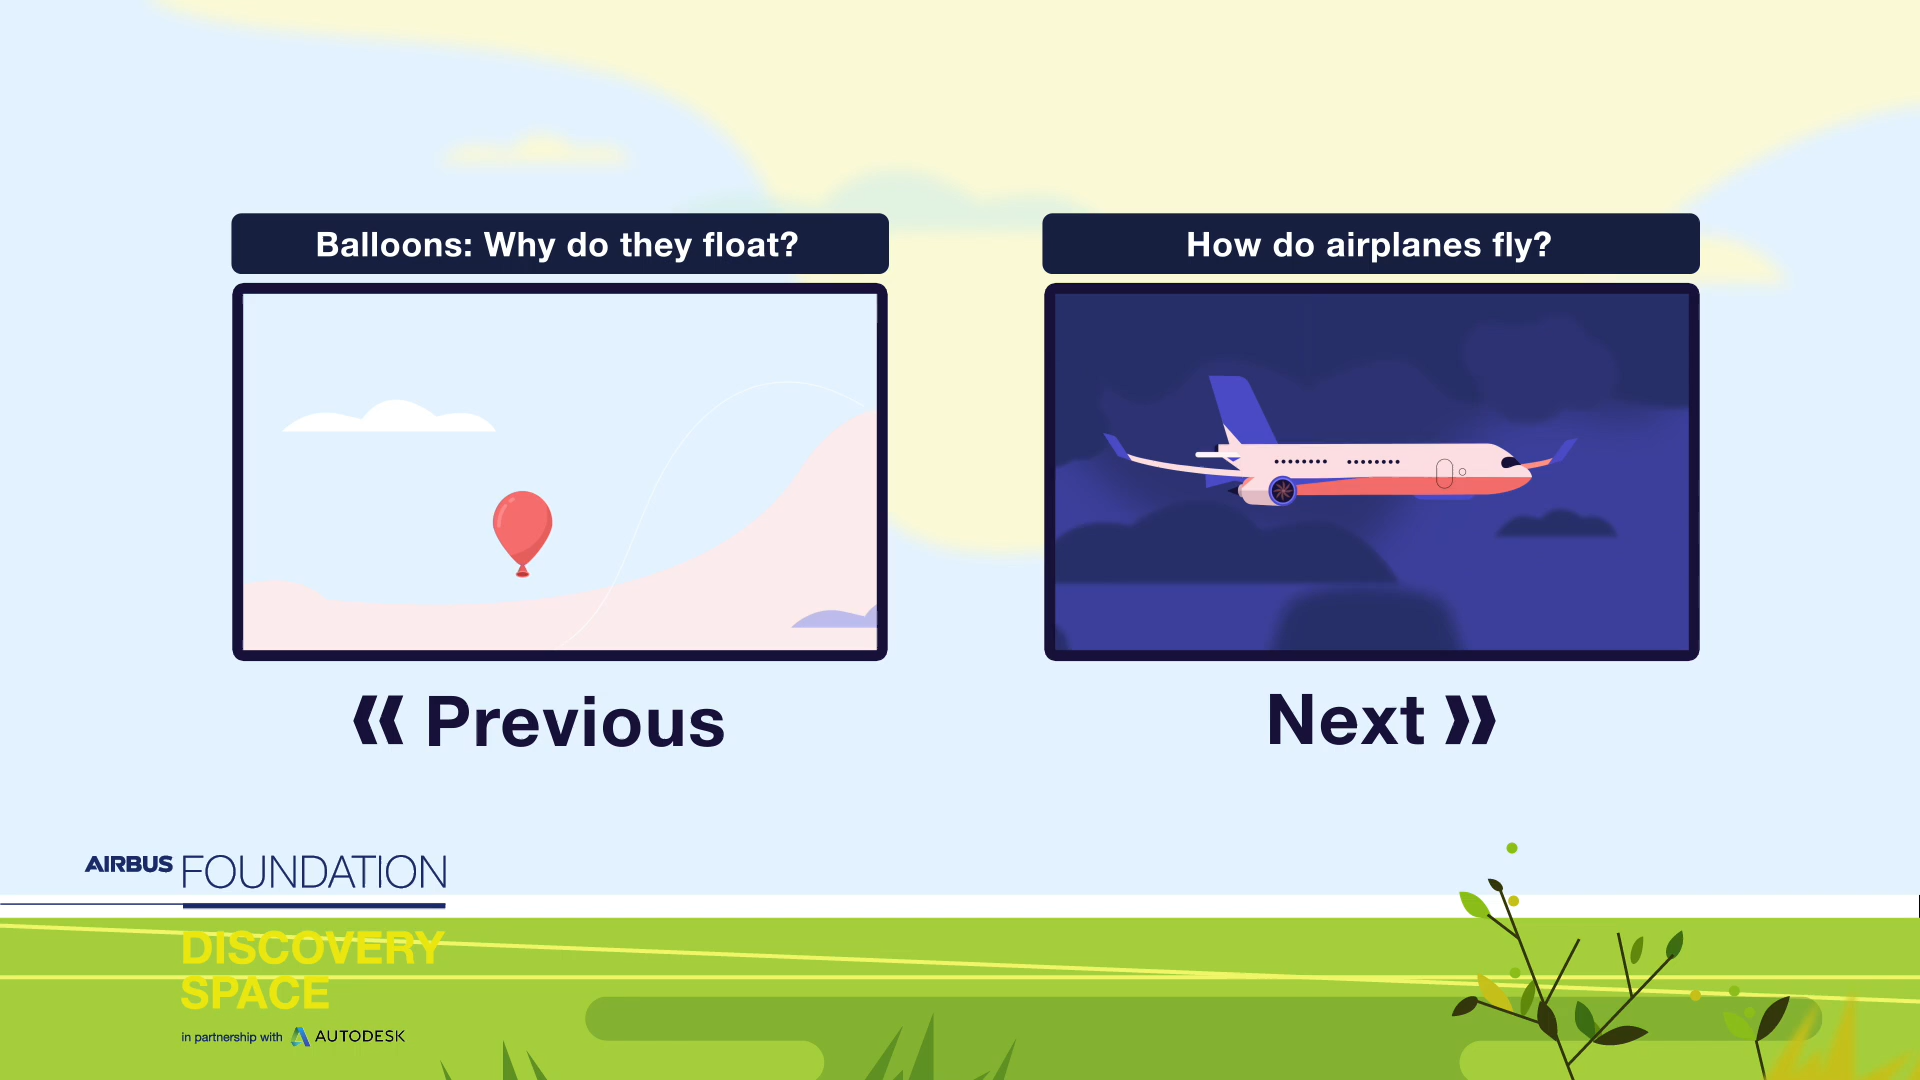 Balloons: Why do they float?
How do airplanes fly?
« Previous
Next »
AIRBUS FOUNDATION
DISCOVERY
SPACE
in partnership with AUTODESK